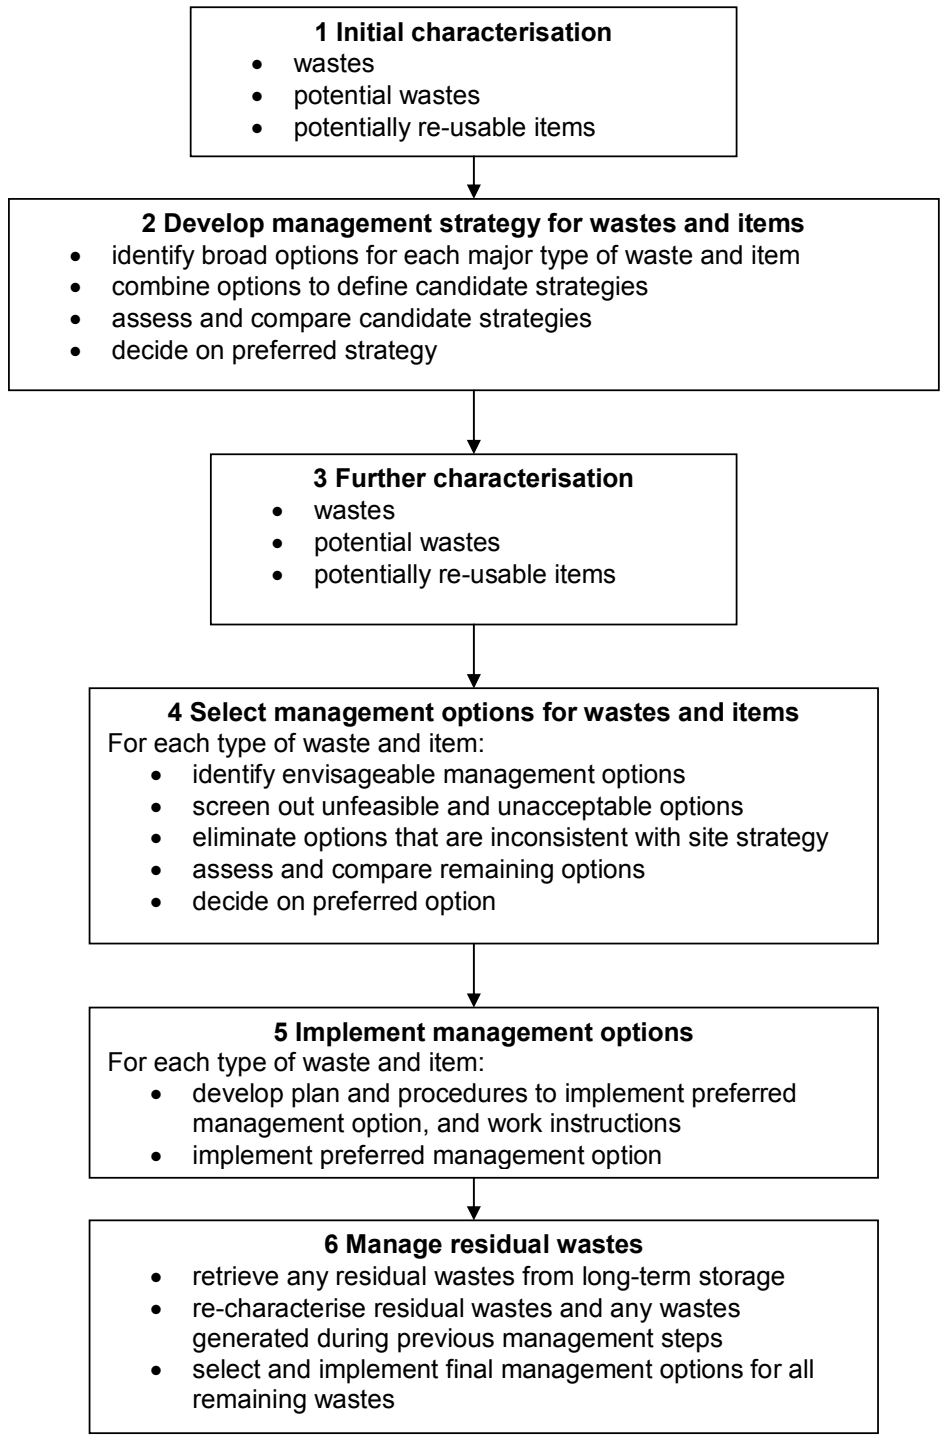 1 Initial characterisation
• wastes
• potential wastes
• potentially re-usable items
2 Develop management strategy for wastes and items
• identify broad options for each major type of waste and item
• combine options to define candidate strategies
• assess and compare candidate strategies
• decide on preferred strategy
3 Further characterisation
• wastes
• potential wastes
• potentially re-usable items
4 Select management options for wastes and items
For each type of waste and item:
• identify envisageable management options
• screen out unfeasible and unacceptable options
• eliminate options that are inconsistent with site strategy
• assess and compare remaining options
• decide on preferred option
5 Implement management options
For each type of waste and item:
• develop plan and procedures to implement preferred
management option, and work instructions
• implement preferred management option
6 Manage residual wastes
• retrieve any residual wastes from long-term storage
• re-characterise residual wastes and any wastes
generated during previous management steps
• select and implement final management options for all
remaining wastes